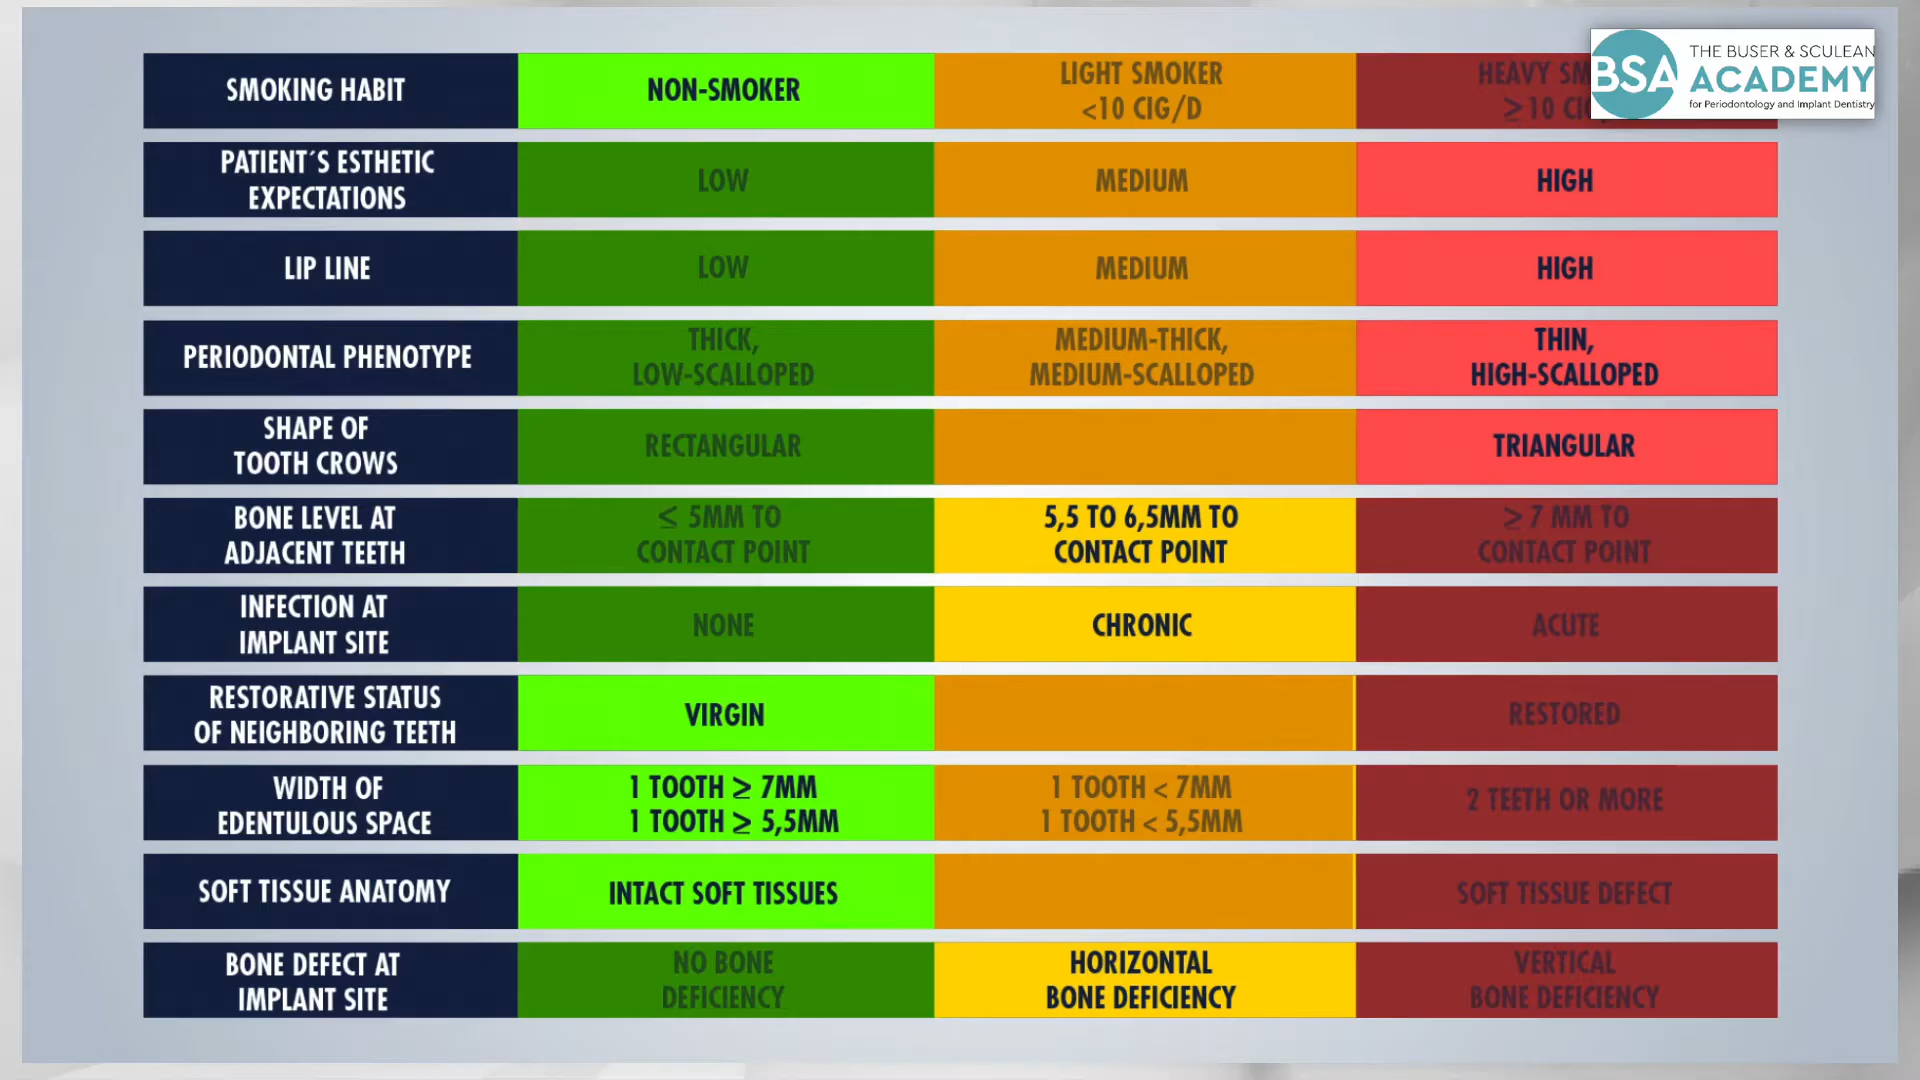 SMOKING HABIT
NON-SMOKER
LIGHT SMOKER
<10 CIG/D
HEAVY
≥ 10
BSA
THE BUSER & SCULEAN
ACADEMY
for Periodontology and Implant Dentistry
PATIENT´S ESTHETIC
EXPECTATIONS
LOW
MEDIUM
HIGH
LIP LINE
LOW
MEDIUM
HIGH
PERIODONTAL PHENOTYPE
THICK,
LOW-SCALLOPED
MEDIUM-THICK,
MEDIUM-SCALLOPED
THIN,
HIGH-SCALLOPED
SHAPE OF
TOOTH CROWS
RECTANGULAR
TRIANGULAR
BONE LEVEL AT
ADJACENT TEETH
≤ 5MM TO
CONTACT POINT
5,5 TO 6,5MM TO
CONTACT POINT
≥ 7 MM TO
CONTACT POINT
INFECTION AT
IMPLANT SITE
NONE
CHRONIC
ACUTE
RESTORATIVE STATUS
OF NEIGHBORING TEETH
VIRGIN
RESTORED
WIDTH OF
EDENTULOUS SPACE
1 TOOTH ≥ 7MM
1 TOOTH ≥ 5,5MM
1 TOOTH < 7MM
1 TOOTH < 5,5MM
2 TEETH OR MORE
SOFT TISSUE ANATOMY
INTACT SOFT TISSUES
SOFT TISSUE DEFECT
BONE DEFECT AT
IMPLANT SITE
NO BONE
DEFICIENCY
HORIZONTAL
BONE DEFICIENCY
VERTICAL
BONE DEFICIENCY